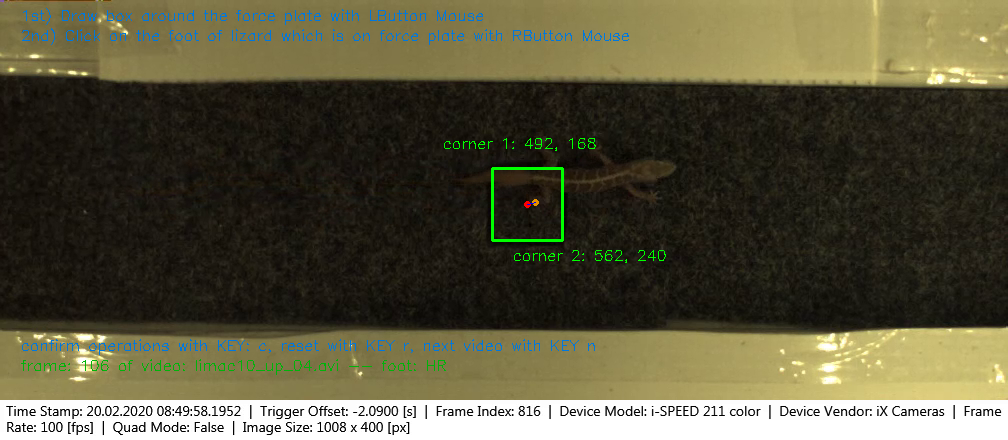 1st) Draw box around the force plate with LButton Mouse
2nd) Click on the foot of lizard which is on force plate with RButton Mouse
corner 1: 492, 168
corner 2: 562, 240
confirm operations with KEY: c, reset with KEY r, next video with KEY n
frame: 106 of video: foot: HR
Time Stamp: 20.02.2020 08:49:58.1952 | Trigger Offset: -2.0900 [s] | Frame Index: 816 | Device Model: i-SPEED 211 color | Device Vendor: iX Cameras | Frame
Rate: 100 [fps] | Quad Mode: False | Image Size: 1008 x 400 [px]